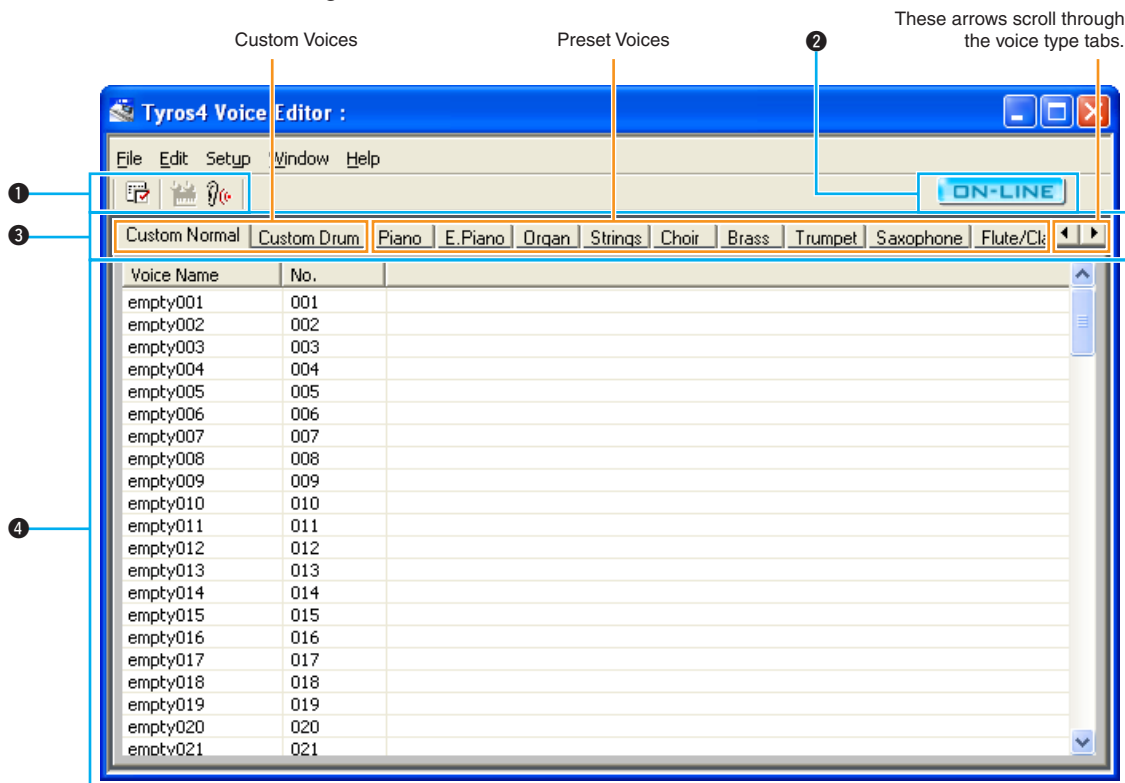 These arrows scroll through
the voice type tabs.
Custom Voices
Preset Voices
❷
Tyros4 Voice Editor :
File Edit Setup Window Help
❶
ON-LINE
❸
Custom Normal Custom Drum Piano E.Piano Organ Strings Choir Brass Trumpet Saxophone Flute/Cla
Voice Name No.
empty001 001
empty002 002
empty003 003
empty004 004
empty005 005
empty006 006
empty007 007
empty008 008
empty009 009
empty010 010
empty011 011
❹
empty012 012
empty013 013
empty014 014
empty015 015
empty016 016
empty017 017
empty018 018
empty019 019
empty020 020
empty021 021